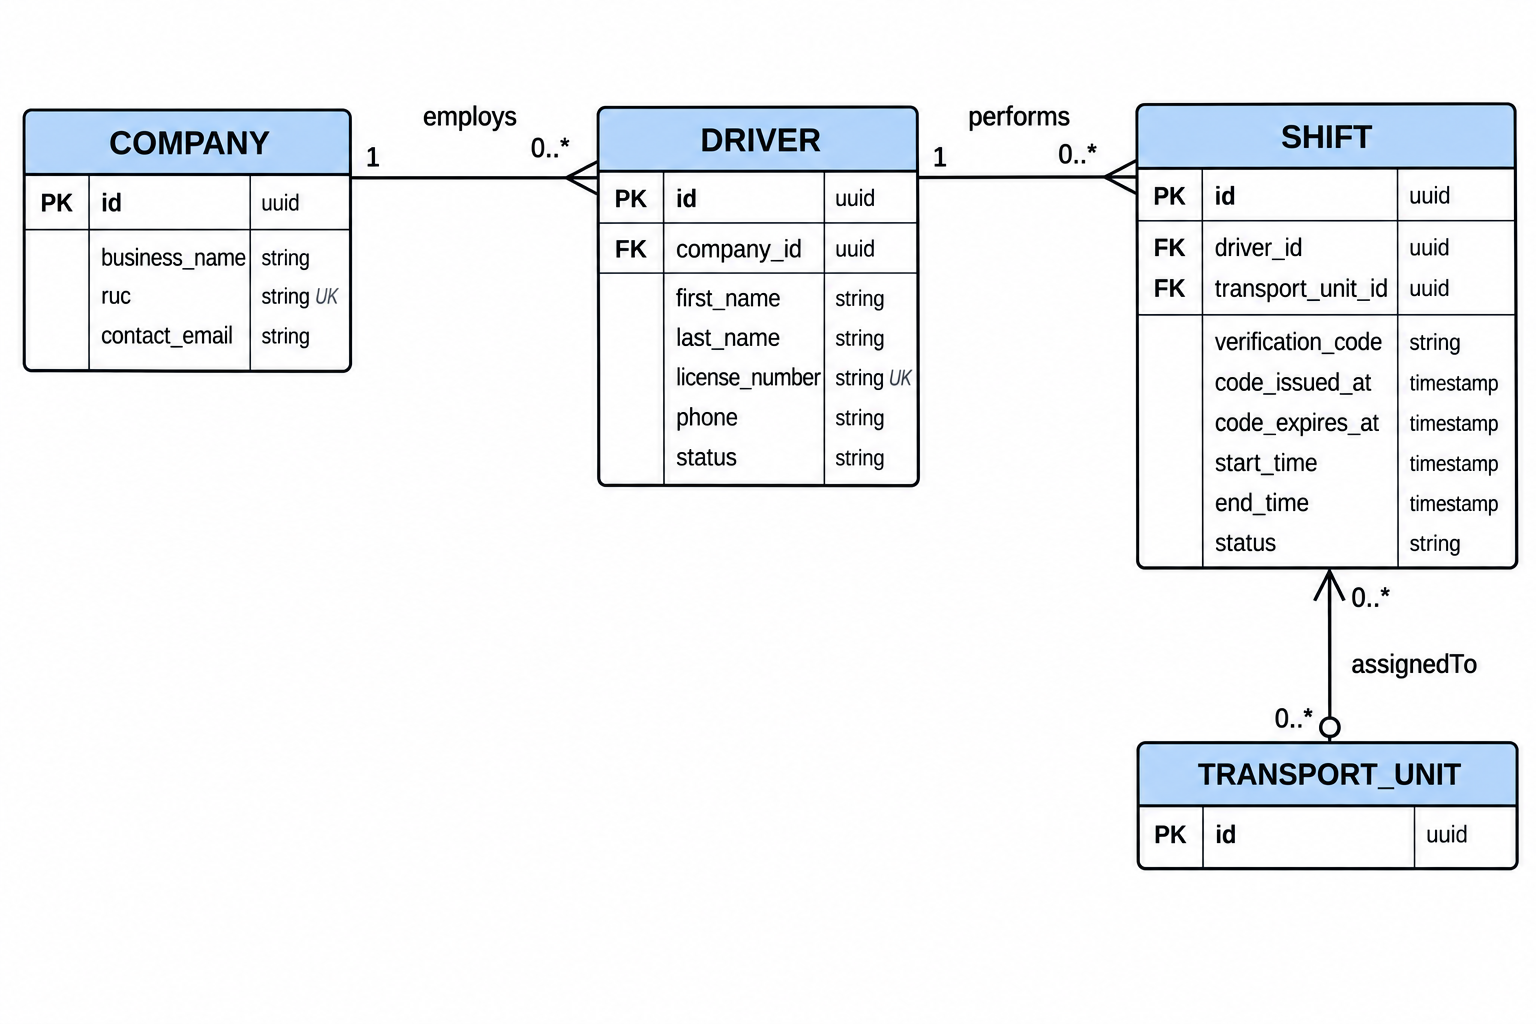 COMPANY
PK id uuid
business_name string
ruc string UK
contact_email string
employs
1 0..*
DRIVER
PK id uuid
FK company_id uuid
first_name string
last_name string
license_number string UK
phone string
status string
performs
1 0..*
SHIFT
PK id uuid
FK driver_id uuid
FK transport_unit_id uuid
verification_code string
code_issued_at timestamp
code_expires_at timestamp
start_time timestamp
end_time timestamp
status string
0..*
assignedTo
0..*
TRANSPORT_UNIT
PK id uuid